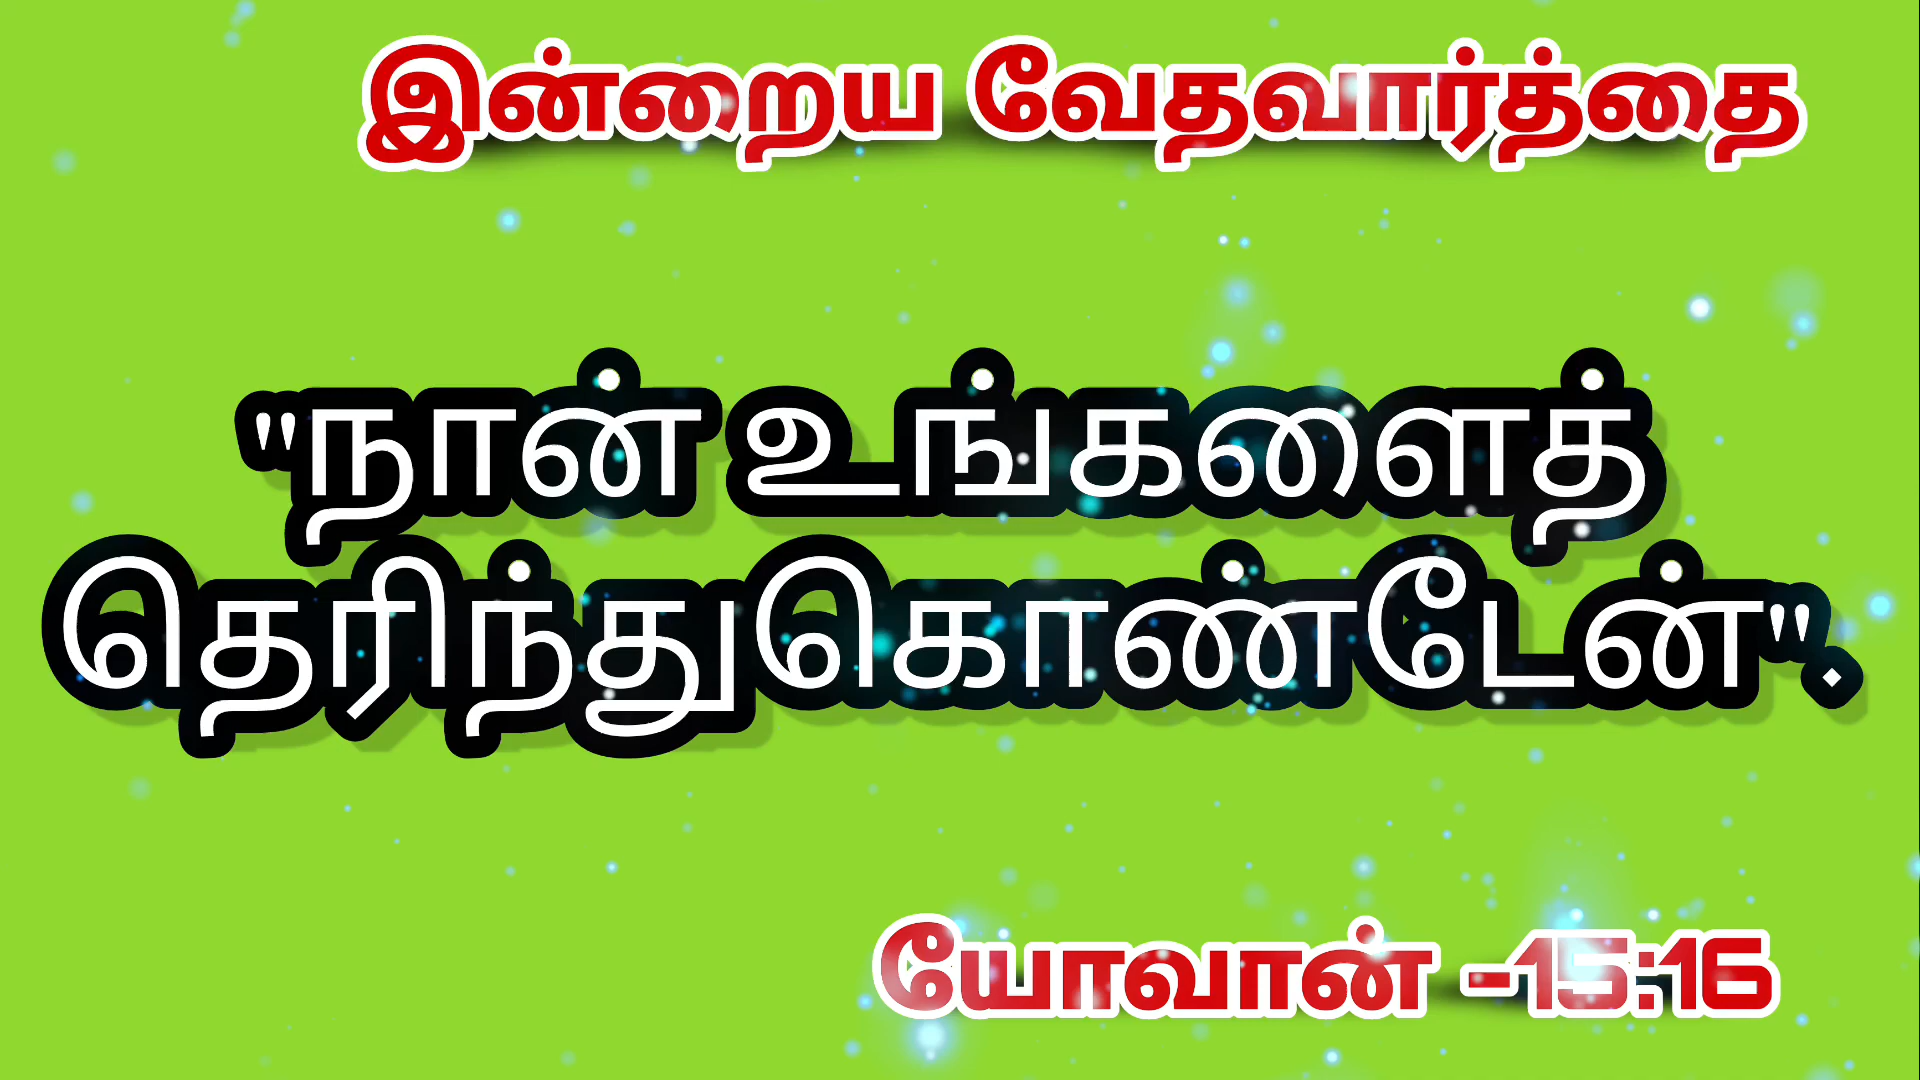 இன்றைய வேதவார்த்தை
"நான் உங்களைத்
தெரிந்துகொண்டேன்".
யோவான் -15:16